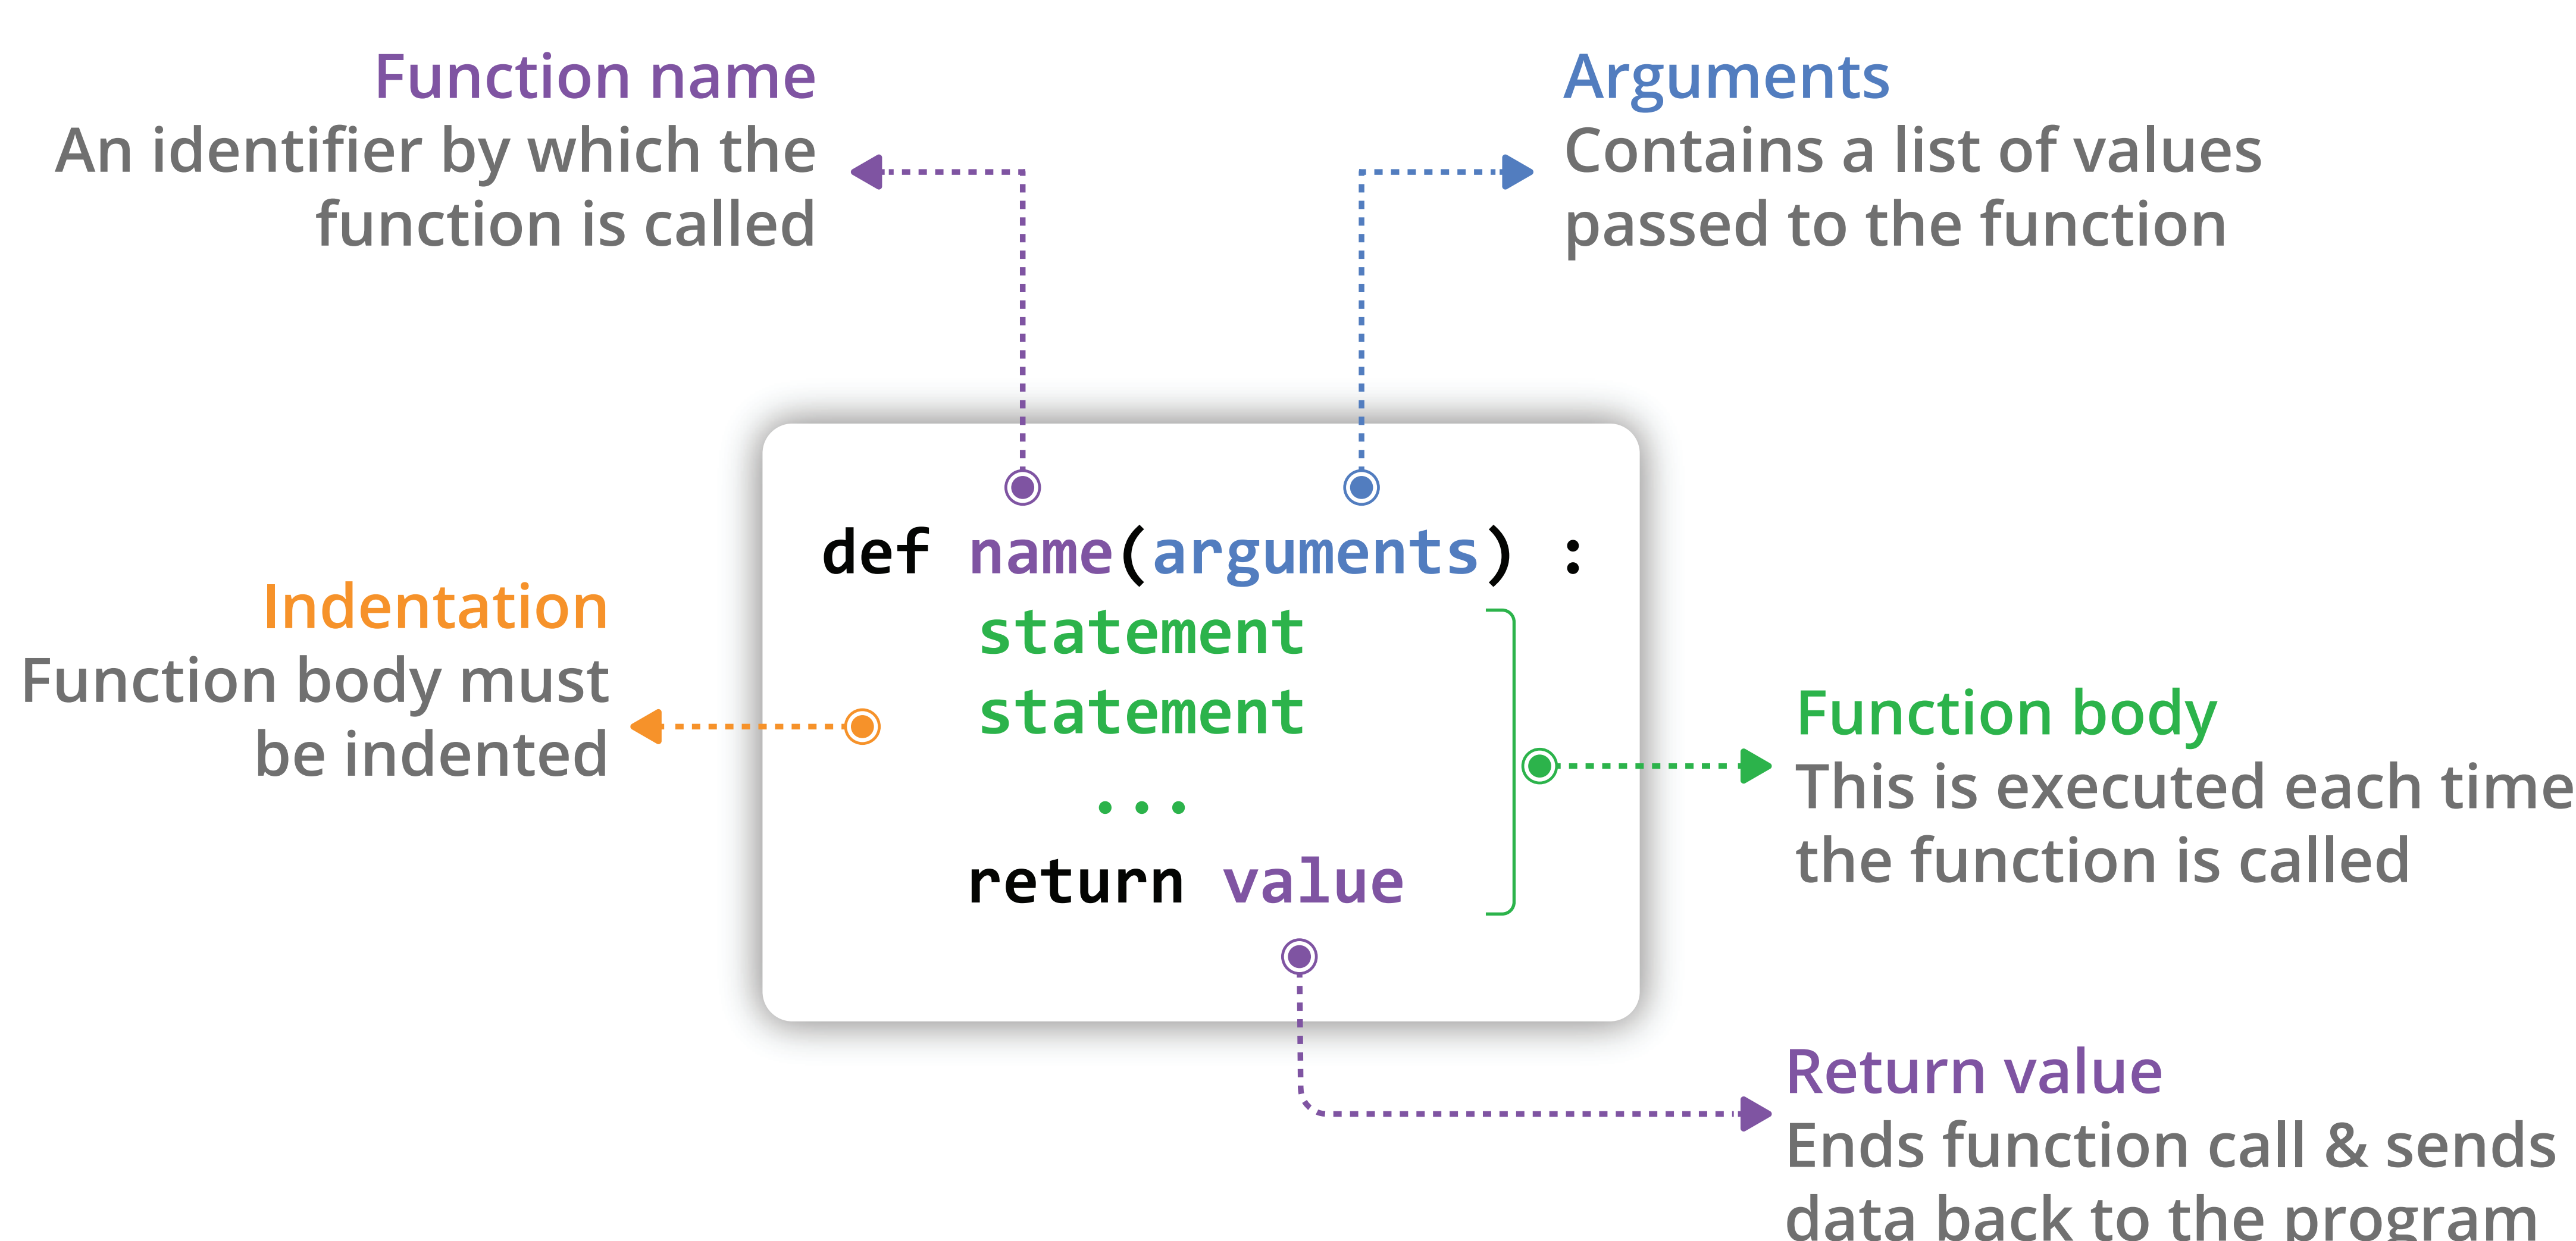 Function name
An identifier by which the
function is called
Arguments
Contains a list of values
passed to the function
def name(arguments) :
statement
statement
...
return value
Indentation
Function body must
be indented
Function body
This is executed each time
the function is called
Return value
Ends function call & sends
data back to the program